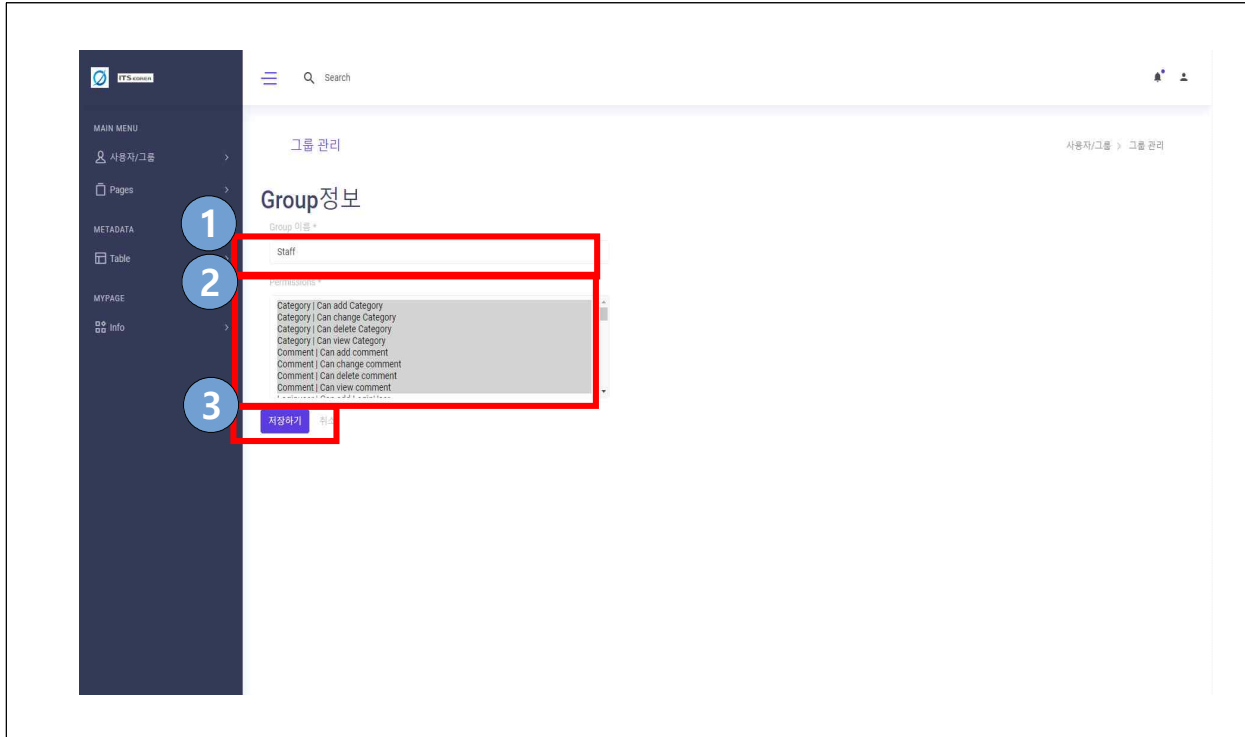 ITS KOREA
Search
MAIN MENU
사용자/그룹
Pages
METADATA
Table
MYPAGE
Info
그룹 관리
사용자/그룹 > 그룹 관리
Group정보
1
Group 이름 *
Staff
2
Permissions *
Category | Can add Category
Category | Can change Category
Category | Can delete Category
Category | Can view Category
Comment | Can add comment
Comment | Can change comment
Comment | Can delete comment
Comment | Can view comment
3
저장하기